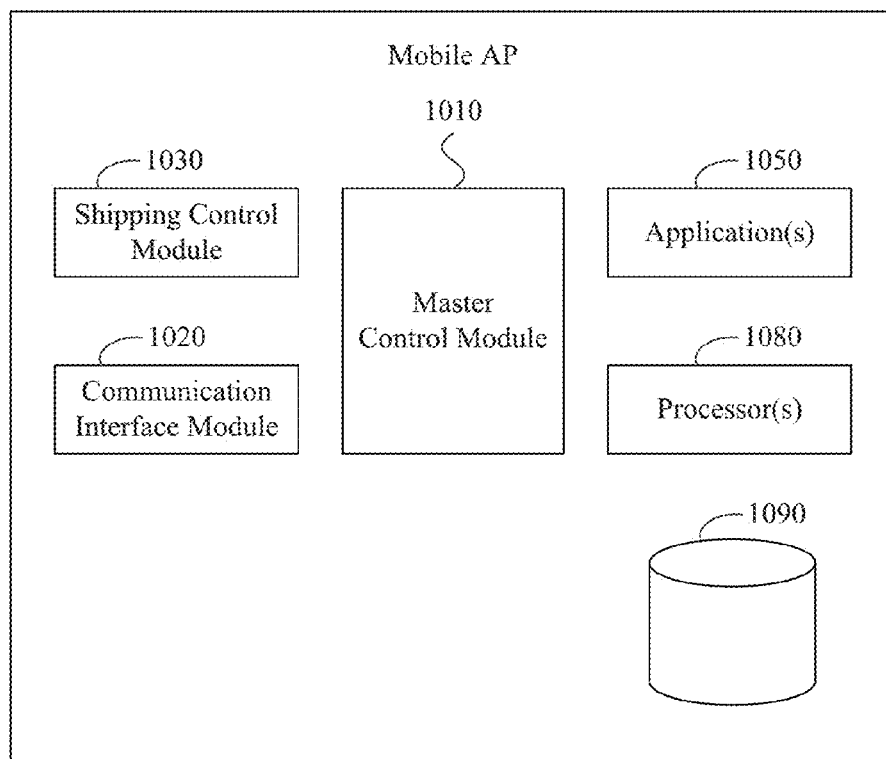 Mobile AP
1010
1030
Shipping Control
Module
1050
Application(s)
Master
Control Module
1020
Communication
Interface Module
1080
Processor(s)
1090